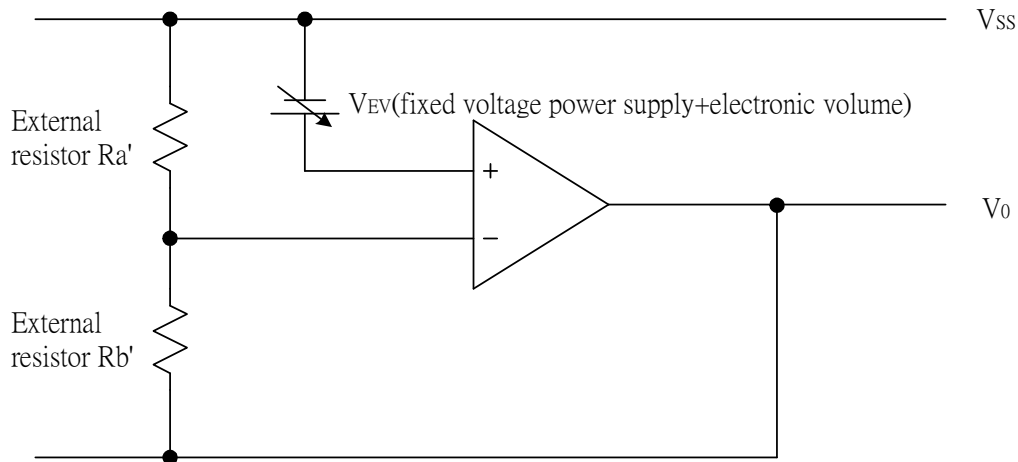 VSS
VEV(fixed voltage power supply+electronic volume)
External
resistor Ra'
+
V0
−
External
resistor Rb'